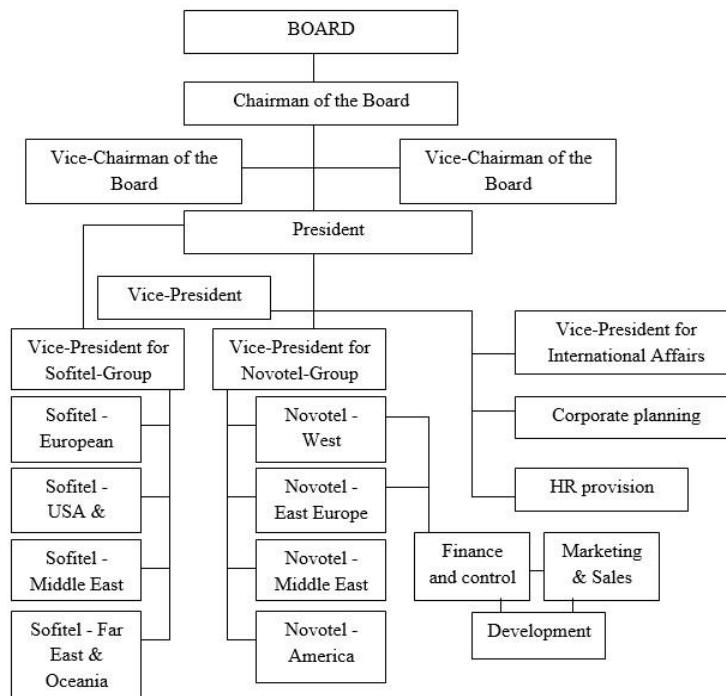 BOARD
Chairman of the Board
Vice-Chairman of the
Board
Vice-Chairman of the
Board
President
Vice-President
Vice-President for
Sofitel-Group
Vice-President for
Novotel-Group
Vice-President for
International Affairs
Sofitel -
European
Novotel -
West
Corporate planning
Sofitel -
USA &
Novotel -
East Europe
HR provision
Sofitel -
Middle East
Novotel -
Middle East
Finance
and control
Marketing
& Sales
Sofitel - Far
East &
Oceania
Novotel -
America
Development